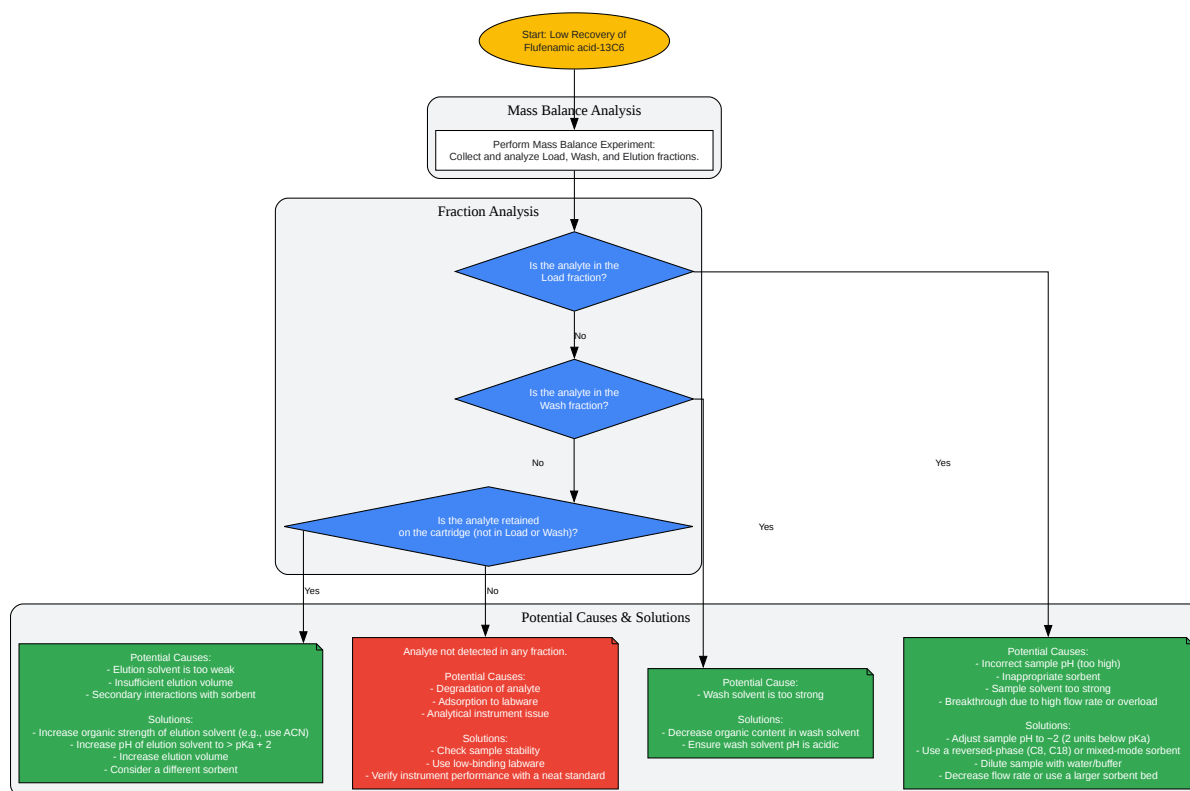 Start: Low Recovery of
Flufenamic acid-13C6
Mass Balance Analysis
Perform Mass Balance Experiment:
Collect and analyze Load, Wash, and Elution fractions.
Fraction Analysis
Is the analyte in the
Load fraction?
No
Is the analyte in the
Wash fraction?
No
Yes
Is the analyte retained
on the cartridge (not in Load or Wash)?
Yes
Yes
No
Potential Causes & Solutions
Potential Causes:
- Elution solvent is too weak
- Insufficient elution volume
- Secondary interactions with sorbent
Solutions:
- Increase organic strength of elution solvent (e.g., use ACN)
- Increase pH of elution solvent to > pKa + 2
- Increase elution volume
- Consider a different sorbent
Analyte not detected in any fraction.
Potential Causes:
- Degradation of analyte
- Adsorption to labware
- Analytical instrument issue
Solutions:
- Check sample stability
- Use low-binding labware
- Verify instrument performance with a neat standard
Potential Cause:
- Wash solvent is too strong
Solutions:
- Decrease organic content in wash solvent
- Ensure wash solvent pH is acidic
Potential Causes:
- Incorrect sample pH (too high)
- Inappropriate sorbent
- Sample solvent too strong
- Breakthrough due to high flow rate or overload
Solutions:
- Adjust sample pH to ~2 (2 units below pKa)
- Use a reversed-phase (C8, C18) or mixed-mode sorbent
- Dilute sample with water/buffer
- Decrease flow rate or use a larger sorbent bed